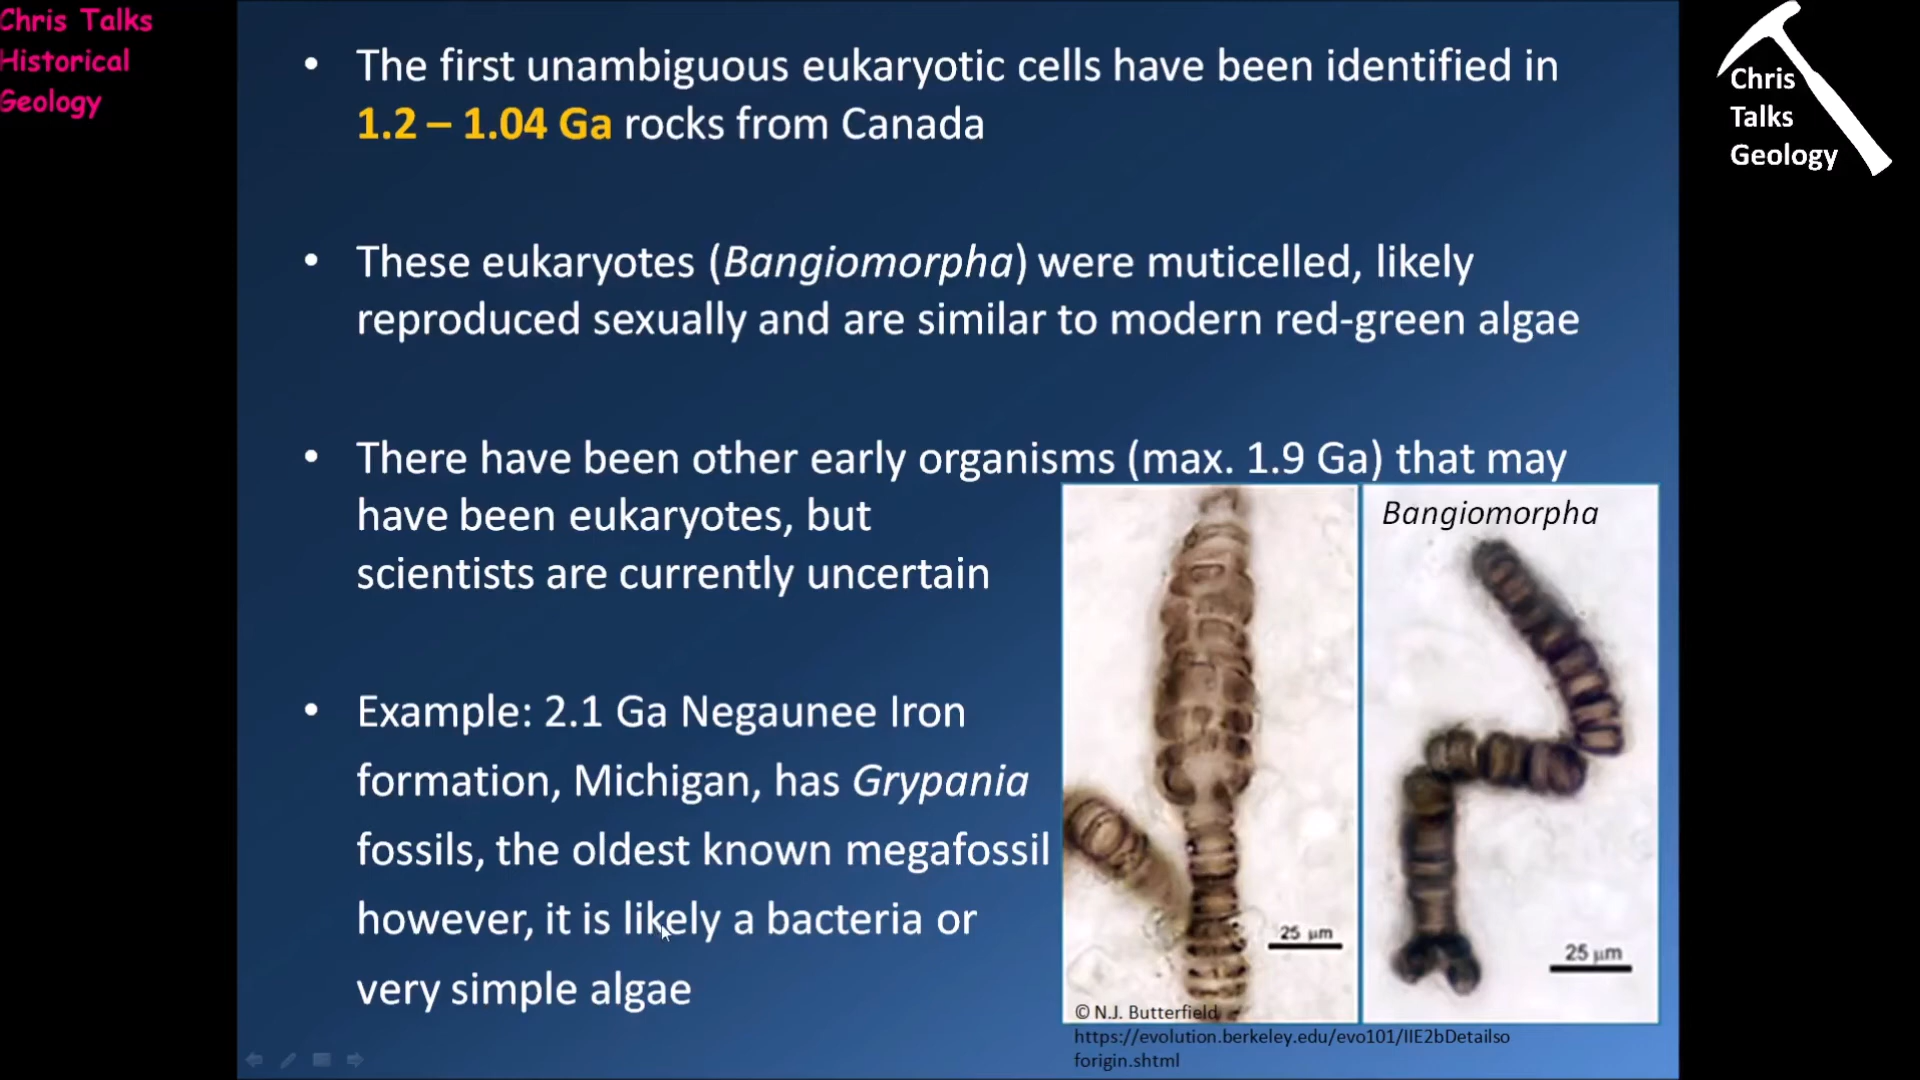 Chris Talks
Historical
Geology
• The first unambiguous eukaryotic cells have been identified in
1.2 – 1.04 Ga rocks from Canada
• These eukaryotes (Bangiomorpha) were muticelled, likely
reproduced sexually and are similar to modern red-green algae
• There have been other early organisms (max. 1.9 Ga) that may
have been eukaryotes, but
scientists are currently uncertain
• Example: 2.1 Ga Negaunee Iron
formation, Michigan, has Grypania
fossils, the oldest known megafossil
however, it is likely a bacteria or
very simple algae
Bangiomorpha
25 μm
25 μm
© N.J. Butterfield
https://evolution.berkeley.edu/evo101/IIE2bDetailso
forigin.shtml
Chris
Talks
Geology